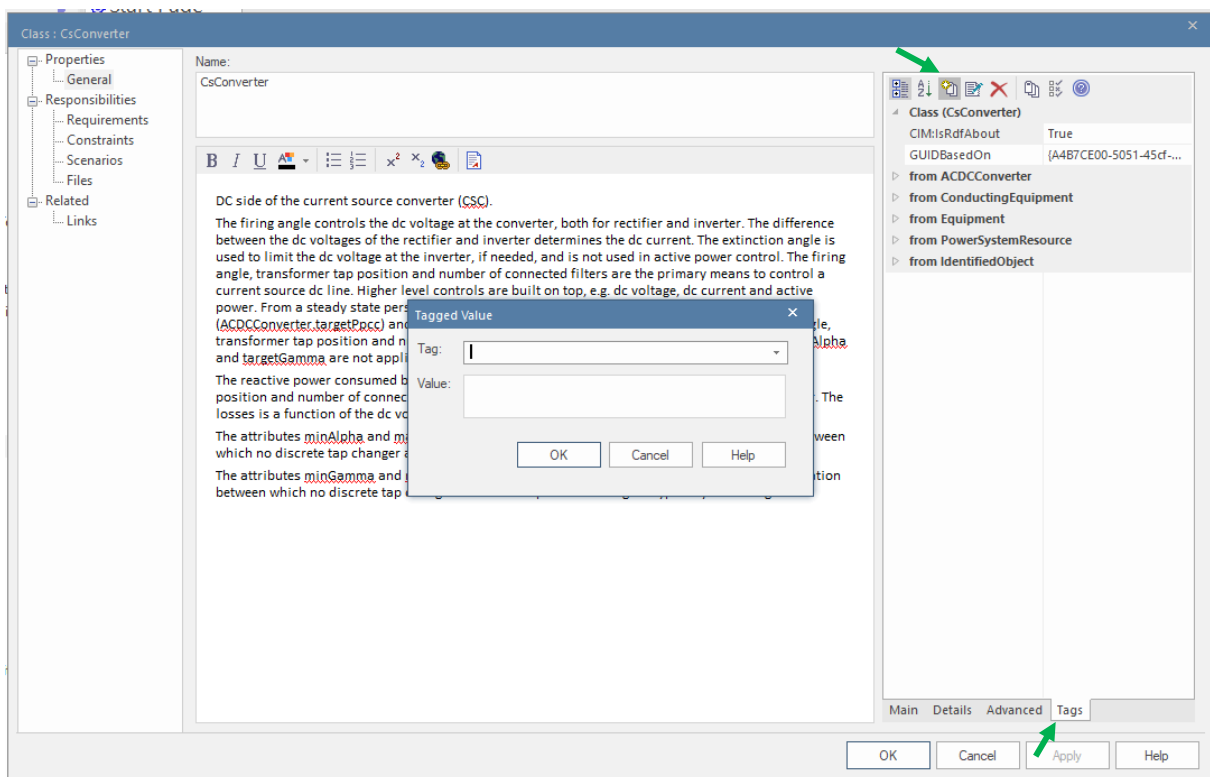 Start Page
Class : CsConverter
Properties
General
Responsibilities
Requirements
Constraints
Scenarios
Files
Related
Links
Name:
CsConverter
B I U A x² x₂
DC side of the current source converter (CSC).
The firing angle controls the dc voltage at the converter, both for rectifier and inverter. The difference
between the dc voltages of the rectifier and inverter determines the dc current. The extinction angle is
used to limit the dc voltage at the inverter, if needed, and is not used in active power control. The firing
angle, transformer tap position and number of connected filters are the primary means to control a
current source dc line. Higher level controls are built on top, e.g. dc voltage, dc current and active
power. From a steady state
(ACDCConverter.targetPpcc) and
transformer tap position and Alpha
and targetGamma are not
The reactive power consumed
position and number of . The
losses is a function of the dc
The attributes minAlpha and
which no discrete tap changer
The attributes minGamma and
between which no discrete tap
Tagged Value
Tag:
Value:
OK Cancel Help
Class (CsConverter)
CIM:IsRdfAbout True
GUIDBasedOn {A4B7CE00-5051-45cf-...
from ACDCConverter
from ConductingEquipment
from Equipment
from PowerSystemResource
from IdentifiedObject
Main Details Advanced Tags
OK Cancel Apply Help